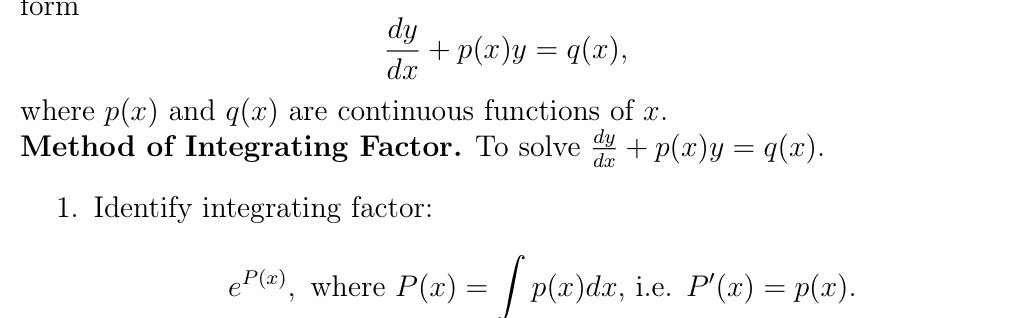 form
dy/dx + p(x)y = q(x),
where p(x) and q(x) are continuous functions of x.
Method of Integrating Factor. To solve dy/dx + p(x)y = q(x).
1. Identify integrating factor:
e^{P(x)}, where P(x) = ∫ p(x)dx, i.e. P′(x) = p(x).